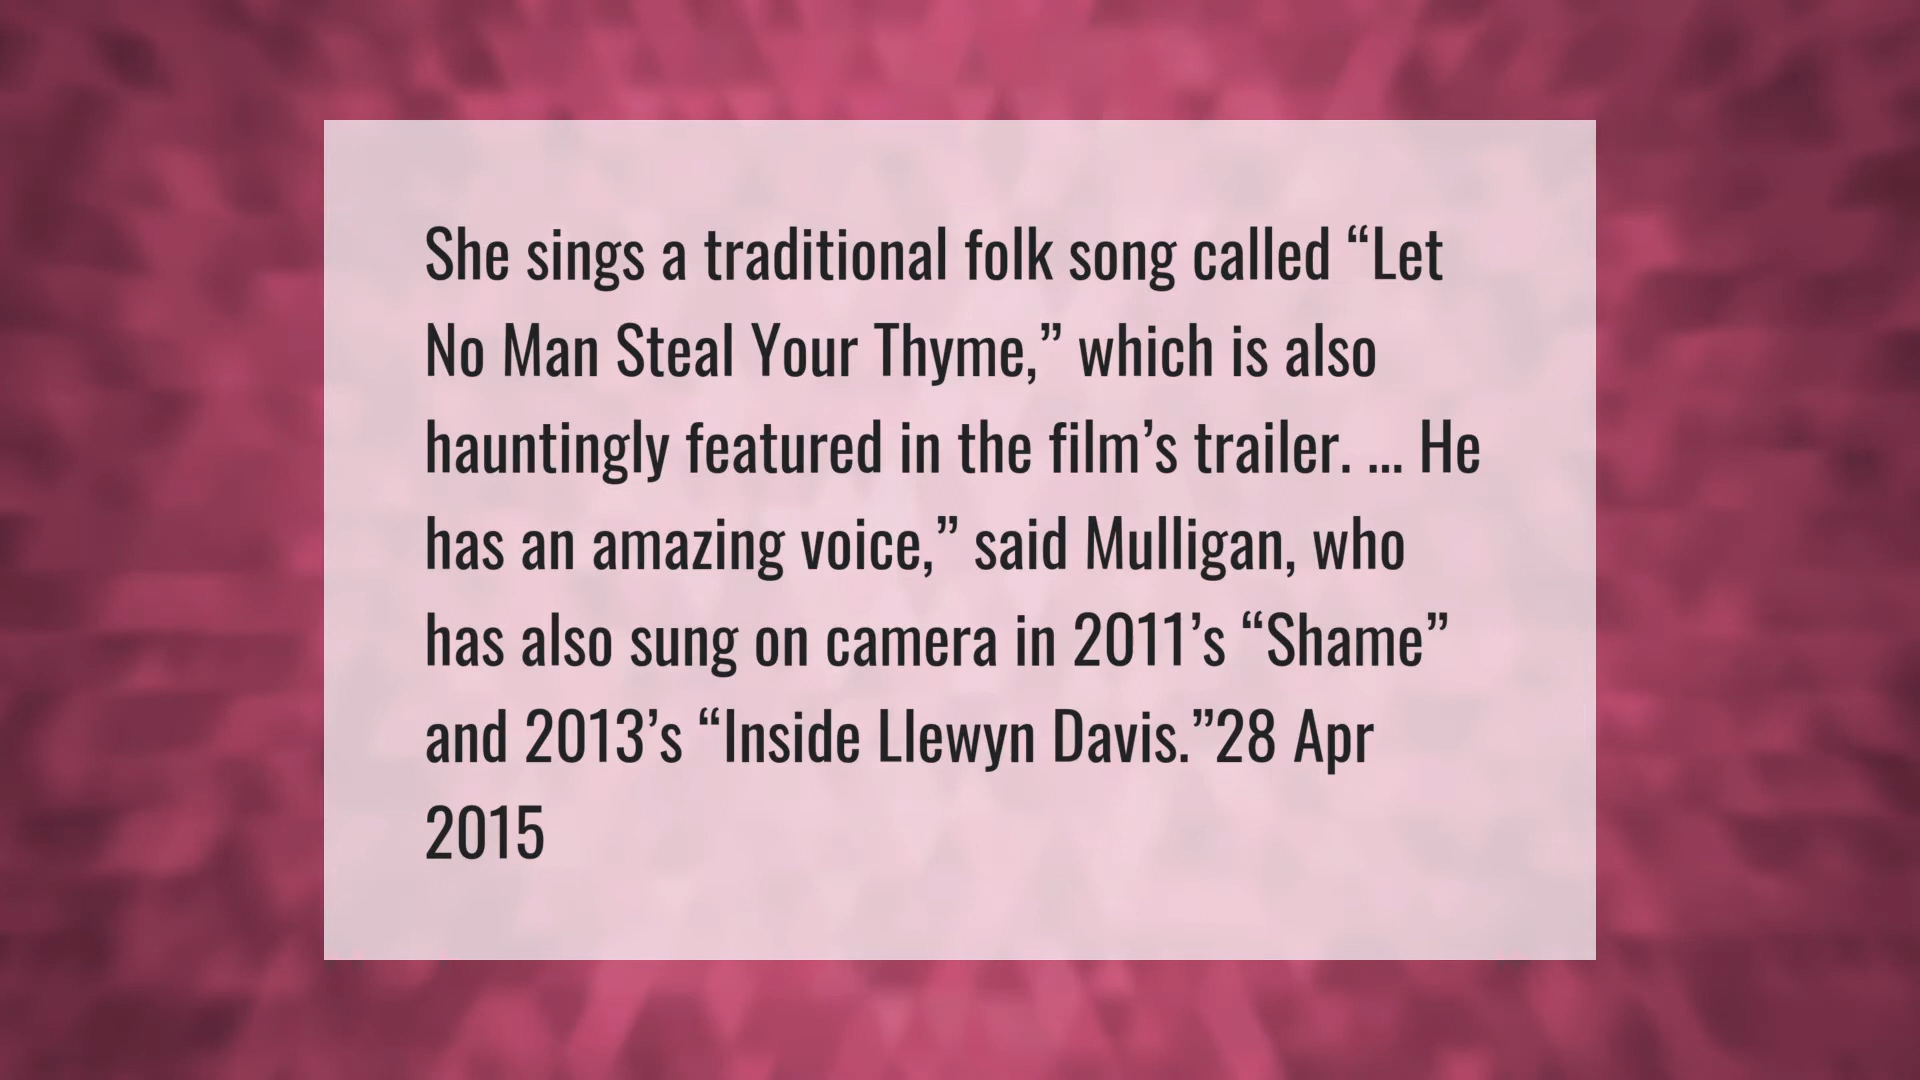 She sings a traditional folk song called “Let
No Man Steal Your Thyme,” which is also
hauntingly featured in the film’s trailer. ... He
has an amazing voice,” said Mulligan, who
has also sung on camera in 2011’s “Shame”
and 2013’s “Inside Llewyn Davis.”28 Apr
2015